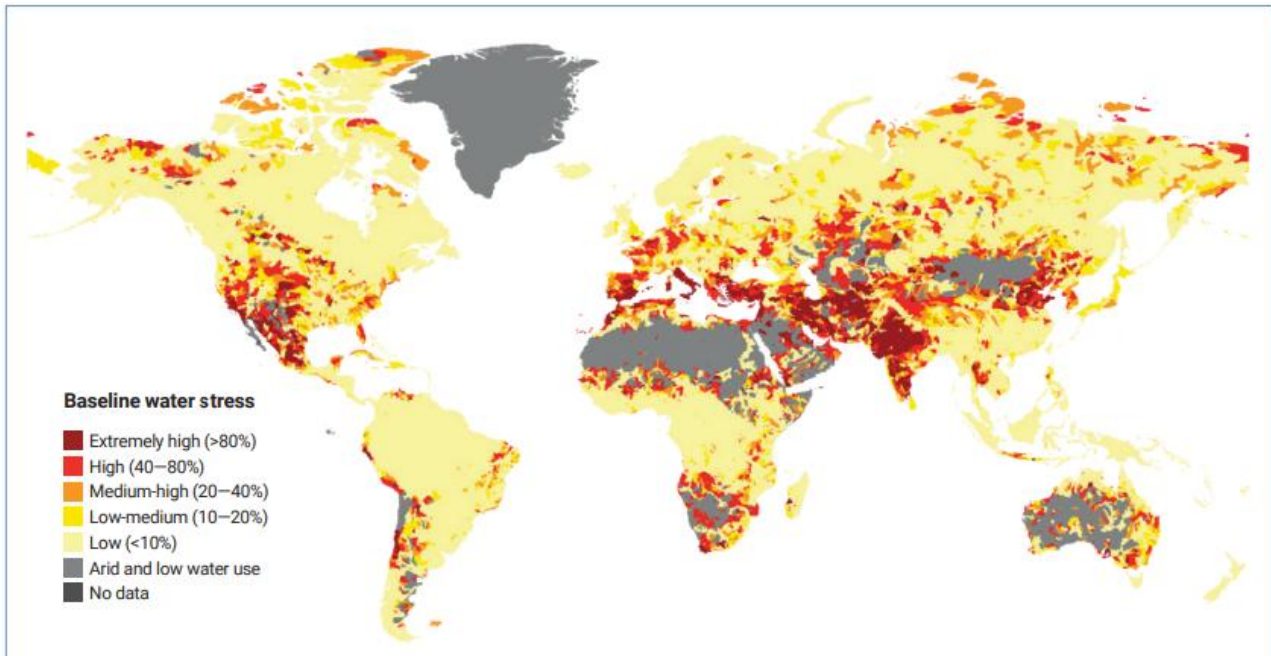 Baseline water stress
Extremely high (>80%)
High (40—80%)
Medium-high (20—40%)
Low-medium (10—20%)
Low (<10%)
Arid and low water use
No data